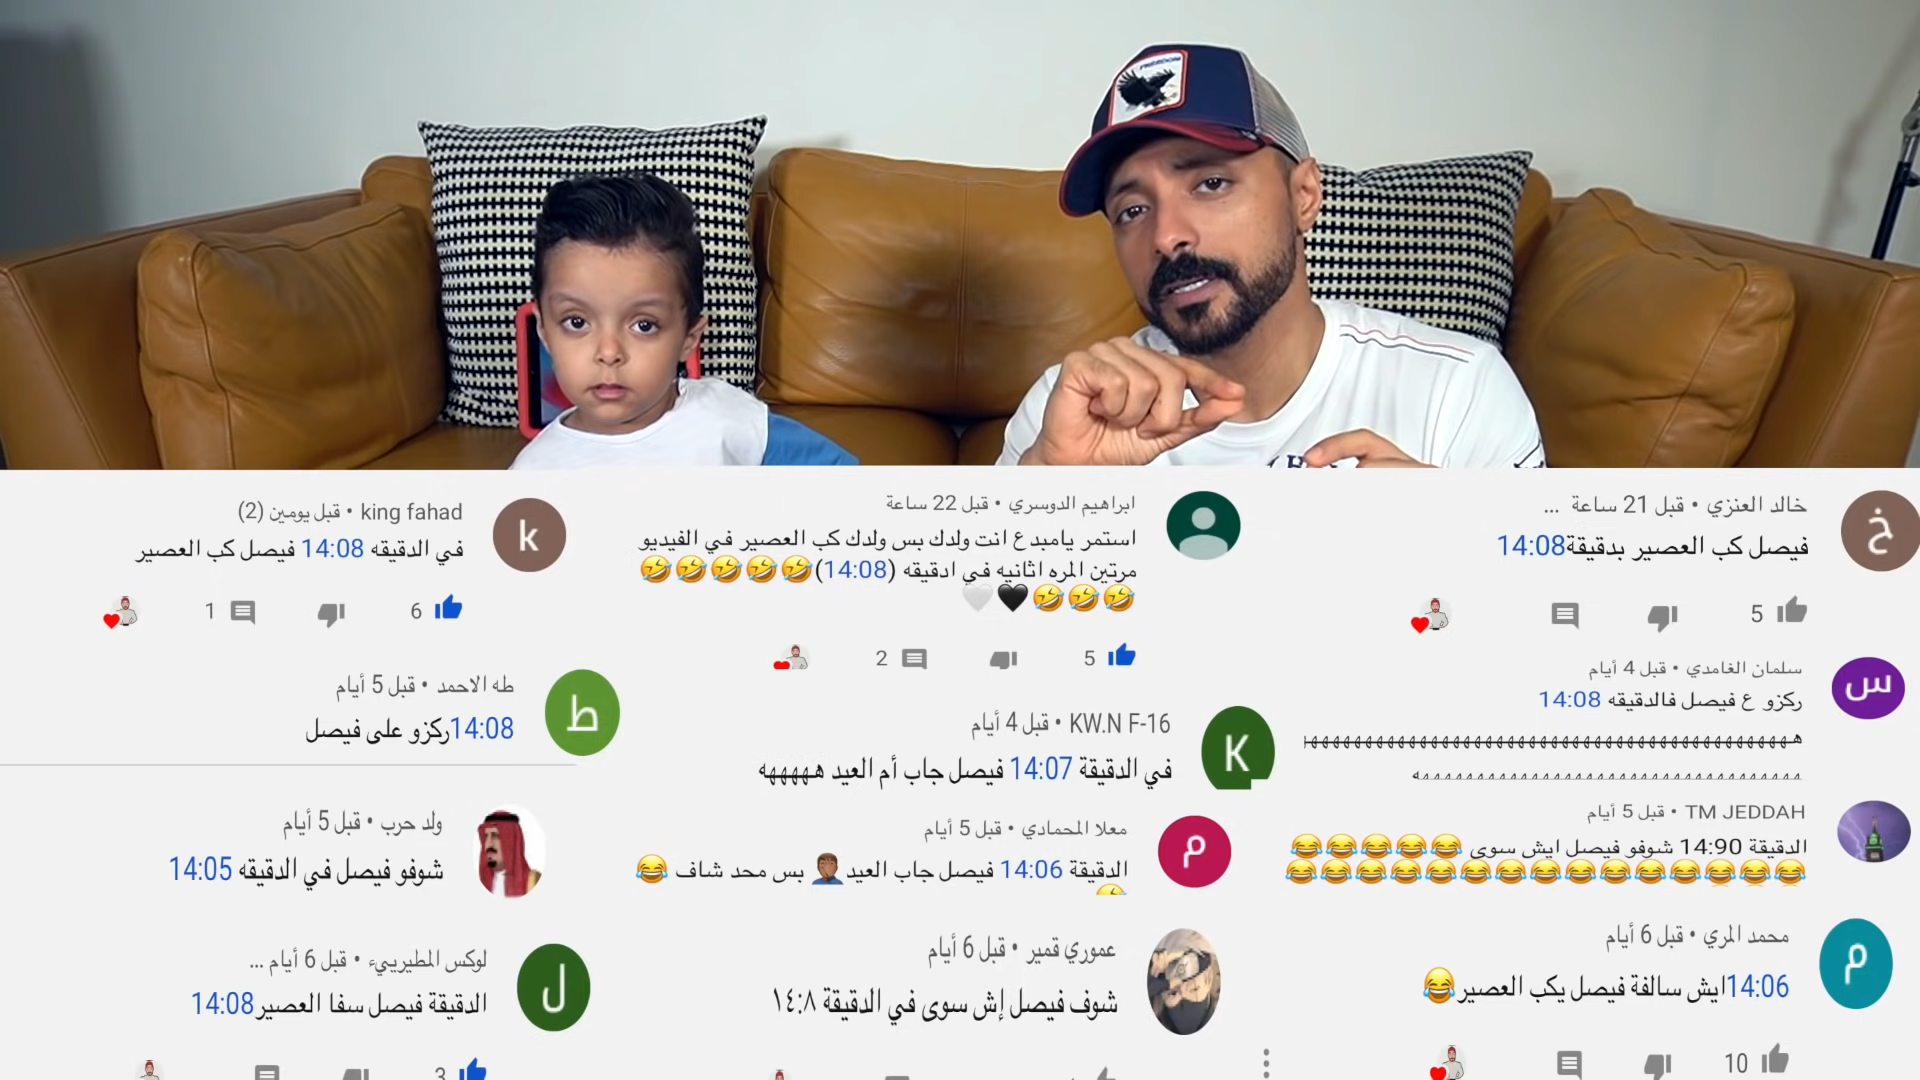 FREEDOM
خالد العنزي • قبل 21 ساعة ...
خ
فيصل كب العصير بدقيقة14:08
5
سلمان الغامدي • قبل 4 أيام
س
ركزو ع فيصل فالدقيقه 14:08
TM JEDDAH • قبل 5 أيام
الدقيقة 14:90 شوفو فيصل ايش سوى 😂😂😂😂😂
😂😂😂😂😂😂😂😂😂😂😂😂😂😂😂
محمد المري • قبل 6 أيام
م
14:06ايش سالفة فيصل يكب العصير😂
10
ابراهيم الدوسري • قبل 22 ساعة
استمر يامبدع انت ولدك بس ولدك كب العصير في الفيديو
مرتين المره اثانيه في ادقيقه (14:08)🤣🤣🤣🤣🤣
🤣🤣🤣🖤🤍
5
2
KW.N F-16 • قبل 4 أيام
K
في الدقيقة 14:07 فيصل جاب أم العيد هههههه
معلا المحمادي • قبل 5 أيام
م
الدقيقة 14:06 فيصل جاب العيد🤦🏾‍♂️ بس محد شاف 😂
عموري قمير • قبل 6 أيام
شوف فيصل إش سوى في الدقيقة ١٤:٨
king fahad • قبل يومين (2)
k
في الدقيقه 14:08 فيصل كب العصير
6
1
طه الاحمد • قبل 5 أيام
ط
14:08ركزو على فيصل
ولد حرب • قبل 5 أيام
شوفو فيصل في الدقيقه 14:05
لوكس المطيريىء • قبل 6 أيام ...
ل
الدقيقة فيصل سفا العصير14:08
3